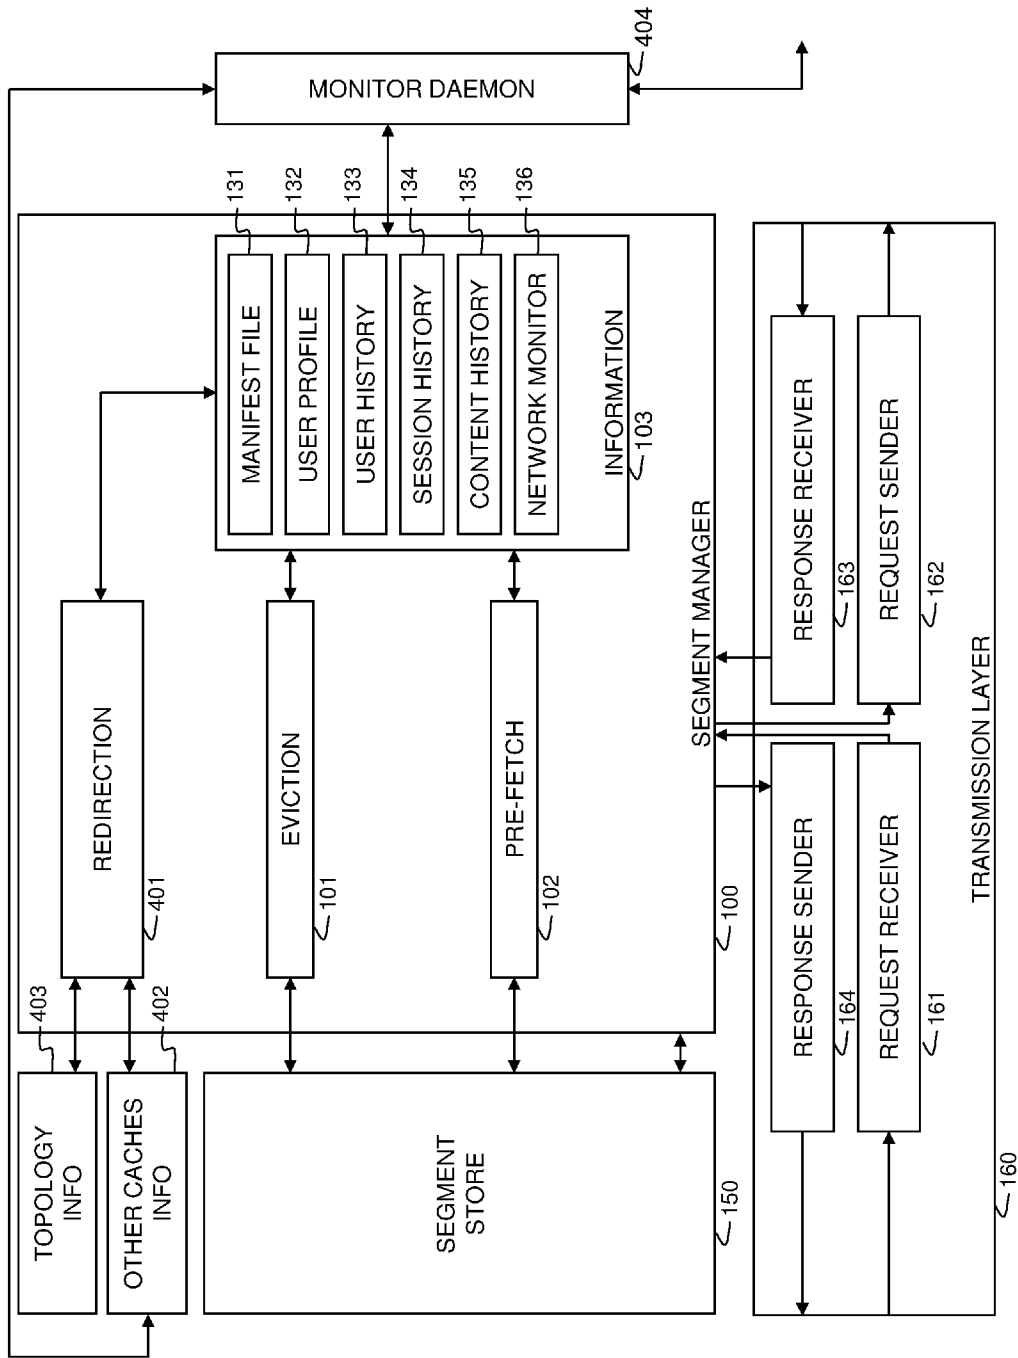 TOPOLOGY
INFO
403
OTHER CACHES
INFO
402
REDIRECTION
401
MONITOR DAEMON
404
SEGMENT
STORE
150
EVICTION
101
PRE-FETCH
102
MANIFEST FILE
131
USER PROFILE
132
USER HISTORY
133
SESSION HISTORY
134
CONTENT HISTORY
135
NETWORK MONITOR
136
INFORMATION
103
SEGMENT MANAGER
100
RESPONSE SENDER
164
RESPONSE RECEIVER
163
REQUEST RECEIVER
161
REQUEST SENDER
162
TRANSMISSION LAYER
160